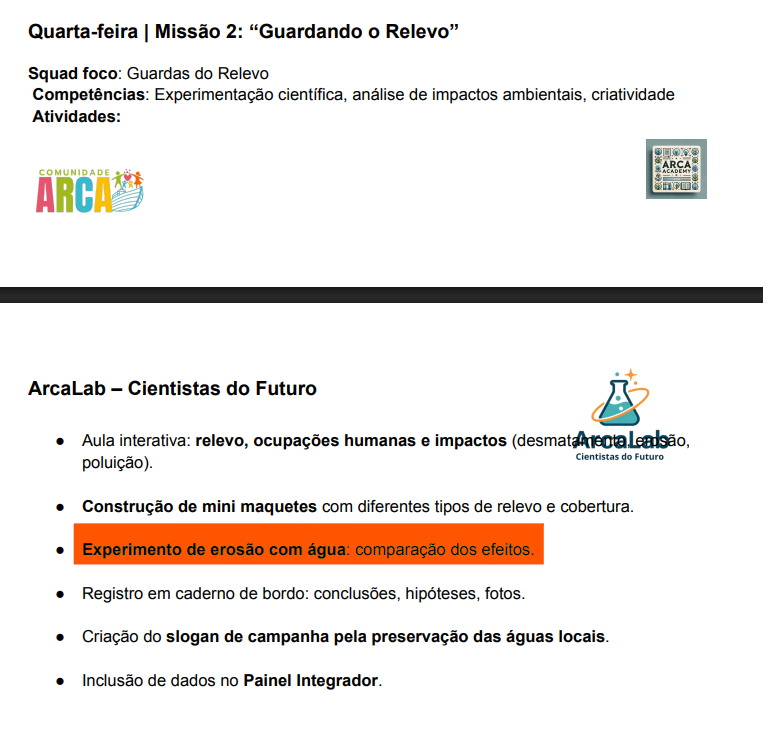 Quarta-feira | Missão 2: “Guardando o Relevo”
Squad foco: Guardas do Relevo
Competências: Experimentação científica, análise de impactos ambientais, criatividade
Atividades:
COMUNIDADE
ARCA
ARCA
ACADEMY
ArcaLab – Cientistas do Futuro
ArcaLab
Cientistas do Futuro
● Aula interativa: relevo, ocupações humanas e impactos (desmatamento, erosão,
poluição).
● Construção de mini maquetes com diferentes tipos de relevo e cobertura.
● Experimento de erosão com água: comparação dos efeitos.
● Registro em caderno de bordo: conclusões, hipóteses, fotos.
● Criação do slogan de campanha pela preservação das águas locais.
● Inclusão de dados no Painel Integrador.